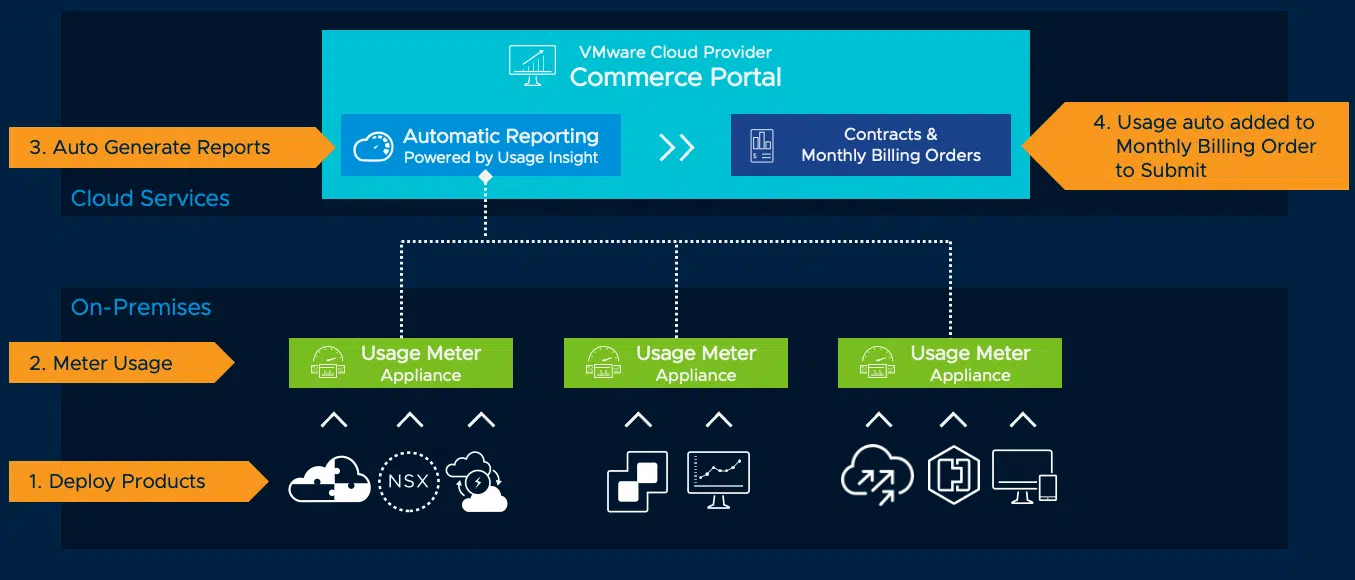 VMware Cloud Provider
Commerce Portal
3. Auto Generate Reports
Automatic Reporting
Powered by Usage Insight
Contracts &
Monthly Billing Orders
4. Usage auto added to
Monthly Billing Order
to Submit
Cloud Services
On-Premises
2. Meter Usage
Usage Meter
Appliance
Usage Meter
Appliance
Usage Meter
Appliance
1. Deploy Products
NSX